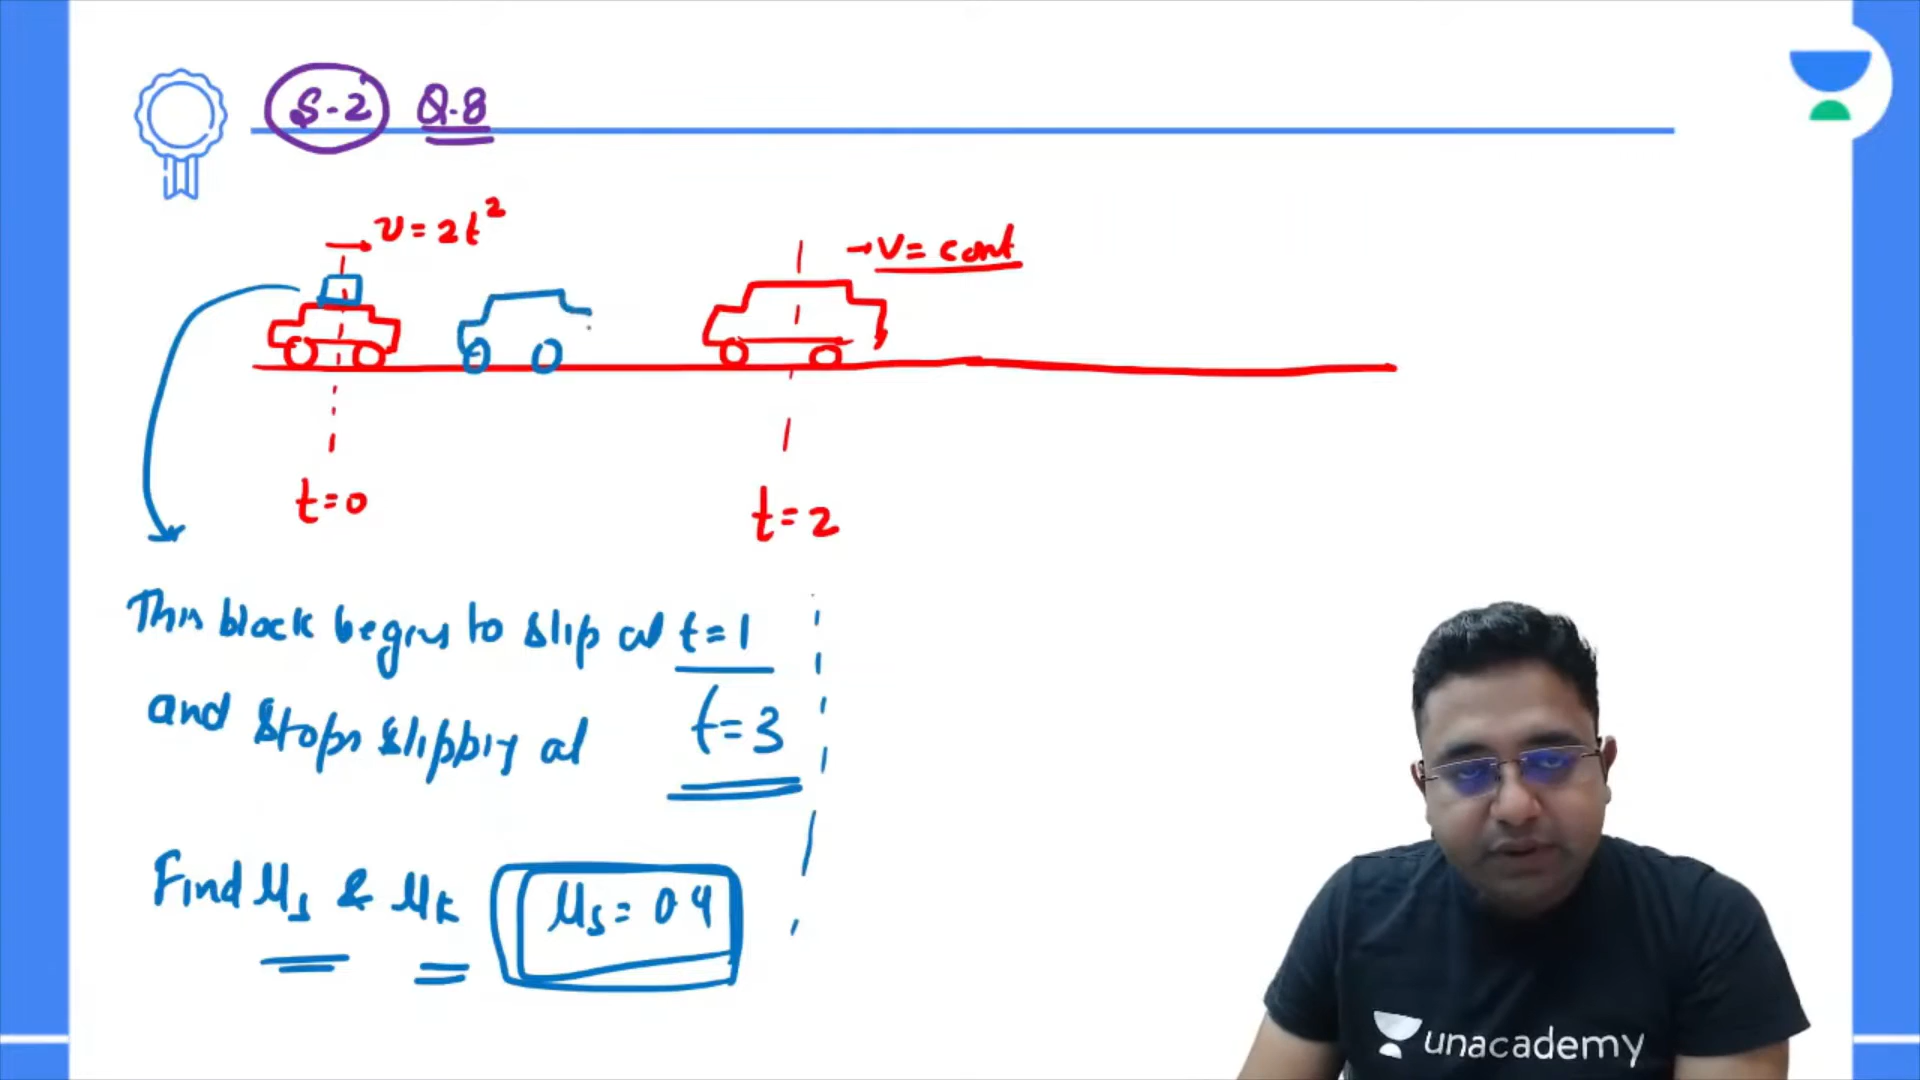 S-2 Q.8
v=2t²
→v= cont
t=0
t=2
This block begins to slip at t=1
and stops slipping at t=3
Find μs & μk μs= 0.4
unacademy